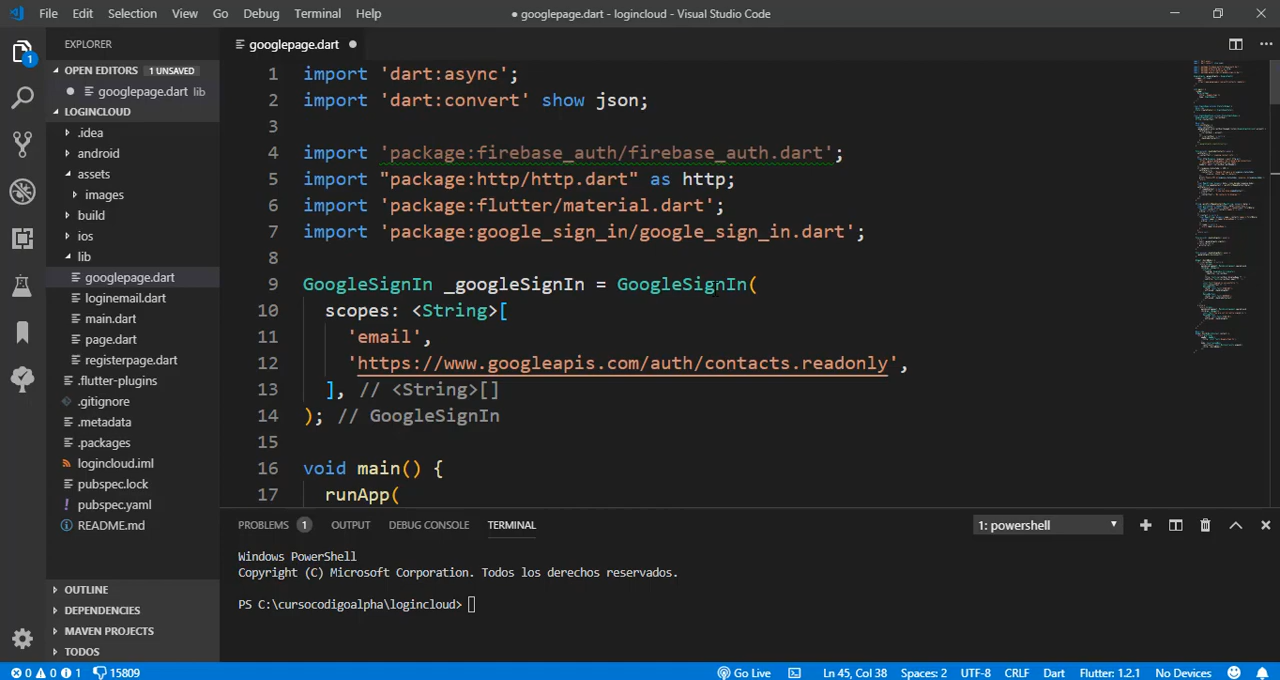 File Edit Selection View Go Debug Terminal Help
● googlepage.dart - logincloud - Visual Studio Code
EXPLORER
OPEN EDITORS 1 UNSAVED
googlepage.dart lib
LOGINCLOUD
.idea
android
assets
images
build
ios
lib
googlepage.dart
loginemail.dart
main.dart
page.dart
registerpage.dart
.flutter-plugins
.gitignore
.metadata
.packages
logincloud.iml
pubspec.lock
! pubspec.yaml
README.md
OUTLINE
DEPENDENCIES
MAVEN PROJECTS
TODOS
1
googlepage.dart
1 import 'dart:async';
2 import 'dart:convert' show json;
3
4 import 'package:firebase_auth/firebase_auth.dart';
5 import "package:http/http.dart" as http;
6 import 'package:flutter/material.dart';
7 import 'package:google_sign_in/google_sign_in.dart';
8
9 GoogleSignIn _googleSignIn = GoogleSignIn(
10 scopes: <String>[
11 'email',
12 'https://www.googleapis.com/auth/contacts.readonly',
13 ], // <String>[]
14 ); // GoogleSignIn
15
16 void main() {
17 runApp(
PROBLEMS 1 OUTPUT DEBUG CONSOLE TERMINAL 1: powershell
Windows PowerShell
Copyright (C) Microsoft Corporation. Todos los derechos reservados.
PS C:\cursocodigoalpha\logincloud>
0 0 1 15809 Go Live Ln 45, Col 38 Spaces: 2 UTF-8 CRLF Dart Flutter: 1.2.1 No Devices